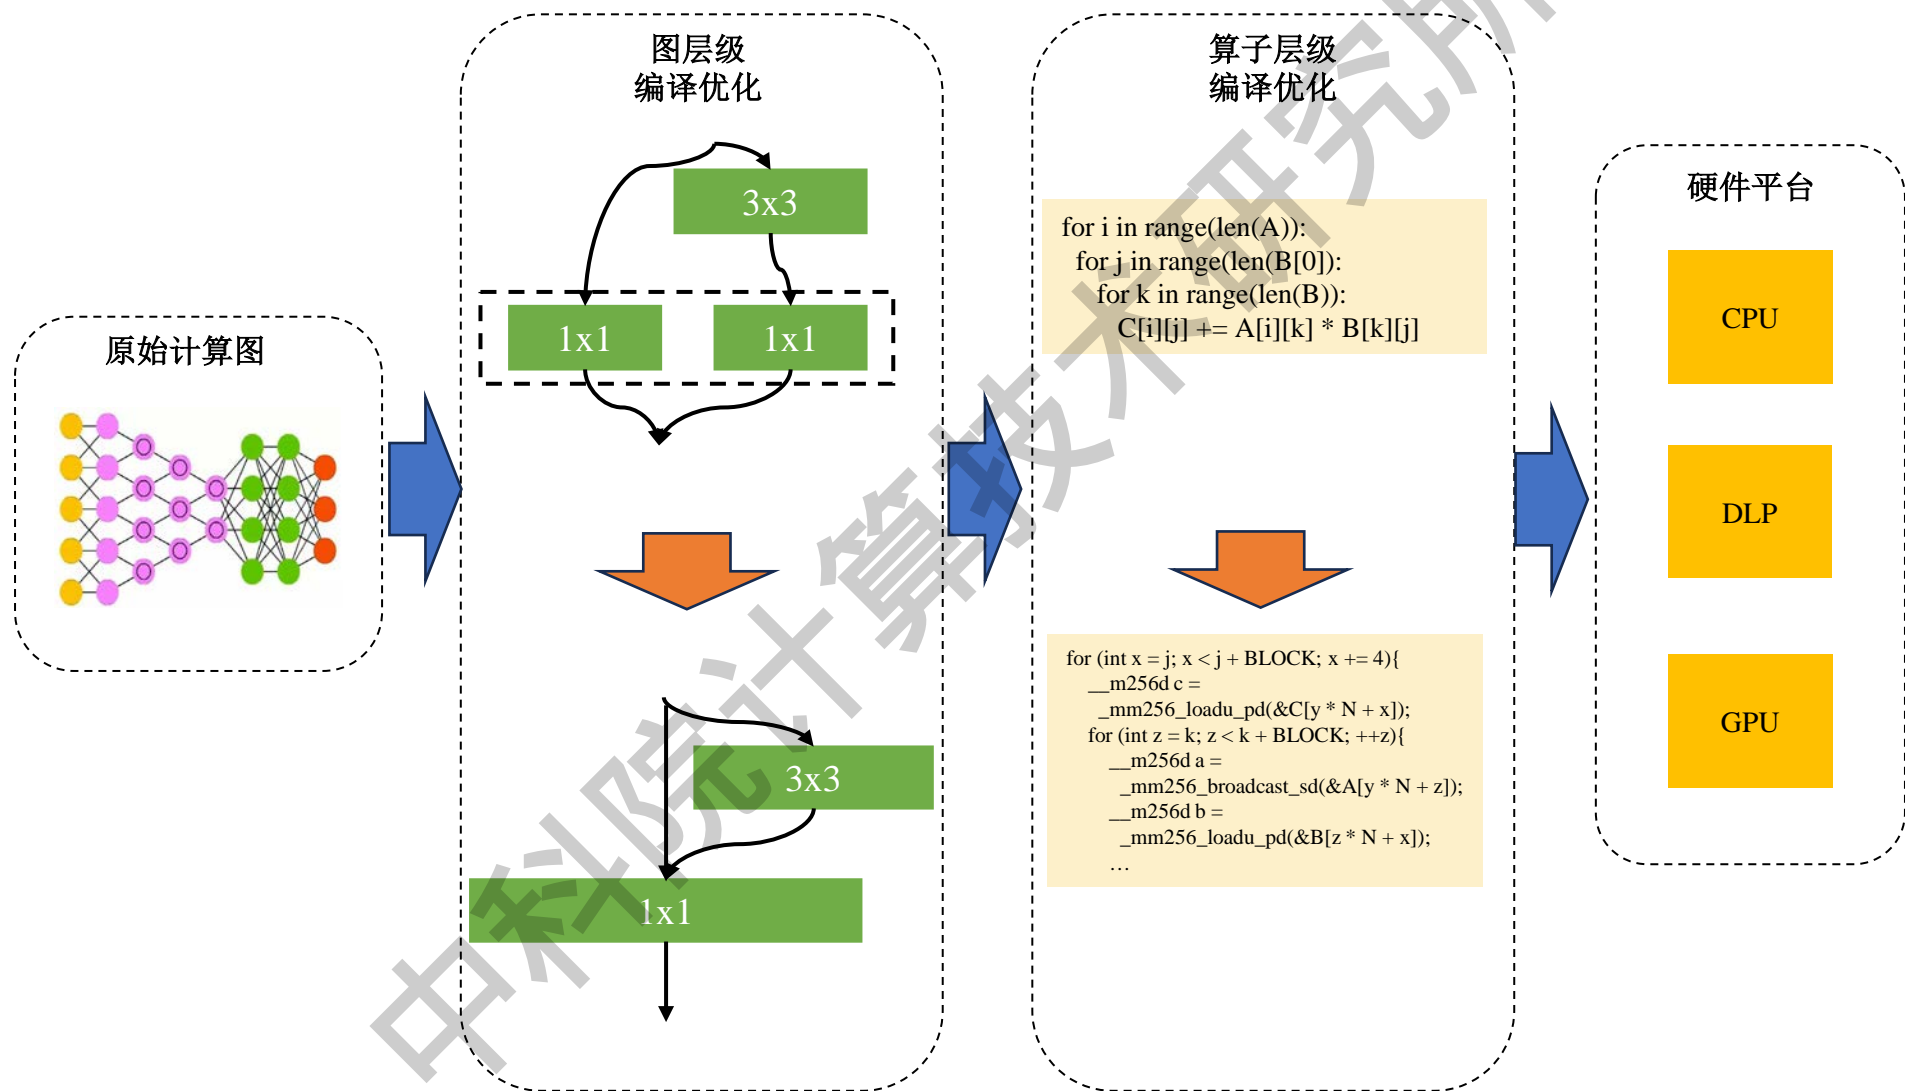 原始计算图
图层级
编译优化
3x3
1x1
1x1
3x3
1x1
算子层级
编译优化
for i in range(len(A)):
for j in range(len(B[0]):
for k in range(len(B)):
C[i][j] += A[i][k] * B[k][j]
for (int x = j; x < j + BLOCK; x += 4){
__m256d c =
_mm256_loadu_pd(&C[y * N + x]);
for (int z = k; z < k + BLOCK; ++z){
__m256d a =
_mm256_broadcast_sd(&A[y * N + z]);
__m256d b =
_mm256_loadu_pd(&B[z * N + x]);
…
硬件平台
CPU
DLP
GPU
中科院计算技术研究所